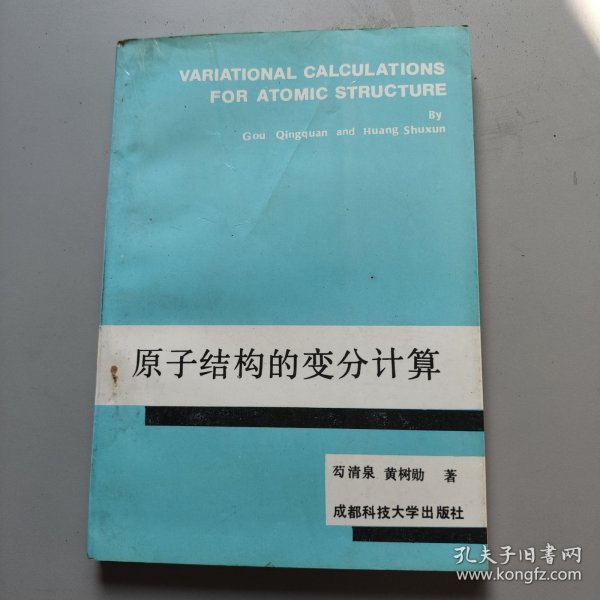 VARIATIONAL CALCULATIONS
FOR ATOMIC STRUCTURE
By
Gou Qingquan and Huang Shuxun
原子结构的变分计算
芶清泉 黄树勋 著
成都科技大学出版社
孔夫子旧书网
www.kongfz.com